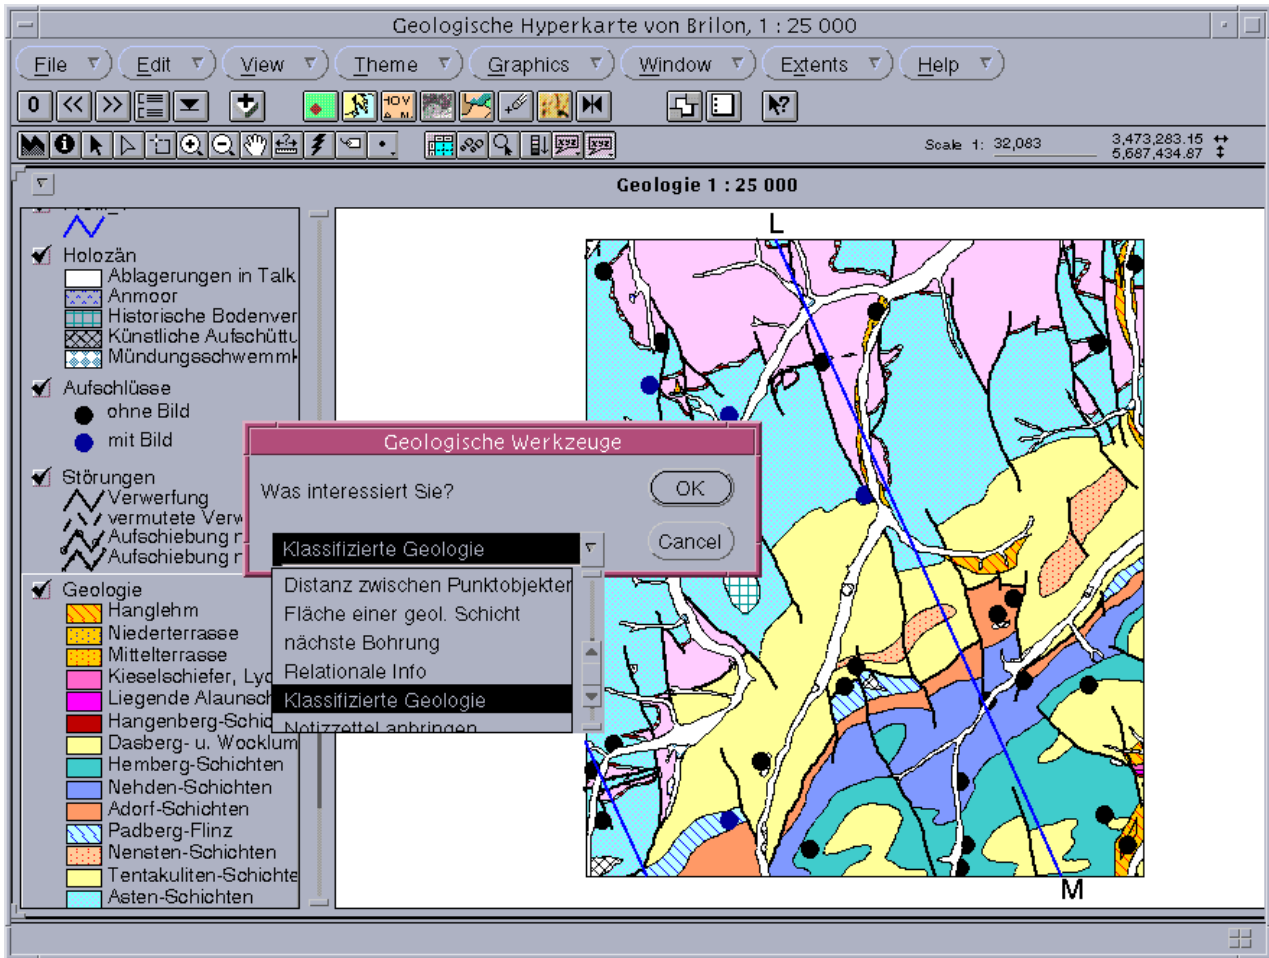 Geologische Hyperkarte von Brilon, 1 : 25 000
File Edit View Theme Graphics Window Extents Help
0
Scale 1: 32,083
3,473,283.15
5,687,434.87
Geologie 1 : 25 000
Holozän
Ablagerungen in Talk
Anmoor
Historische Bodenver
Künstliche Aufschüttu
Mündungsschwemmk
Aufschlüsse
ohne Bild
mit Bild
Störungen
Verwerfung
vermutete Verw
Aufschiebung r
Aufschiebung r
Geologie
Hanglehm
Niederterrasse
Mittelterrasse
Kieselschiefer, Lyd
Liegende Alaunsch
Hangenberg-Schic
Dasberg- u. Wocklum
Hemberg-Schichten
Nehden-Schichten
Adorf-Schichten
Padberg-Flinz
Nensten-Schichten
Tentakuliten-Schichte
Asten-Schichten
Geologische Werkzeuge
Was interessiert Sie?
OK
Cancel
Klassifizierte Geologie
Distanz zwischen Punktobjekten
Fläche einer geol. Schicht
nächste Bohrung
Relationale Info
Klassifizierte Geologie
Notizzettel anbringen
L
M